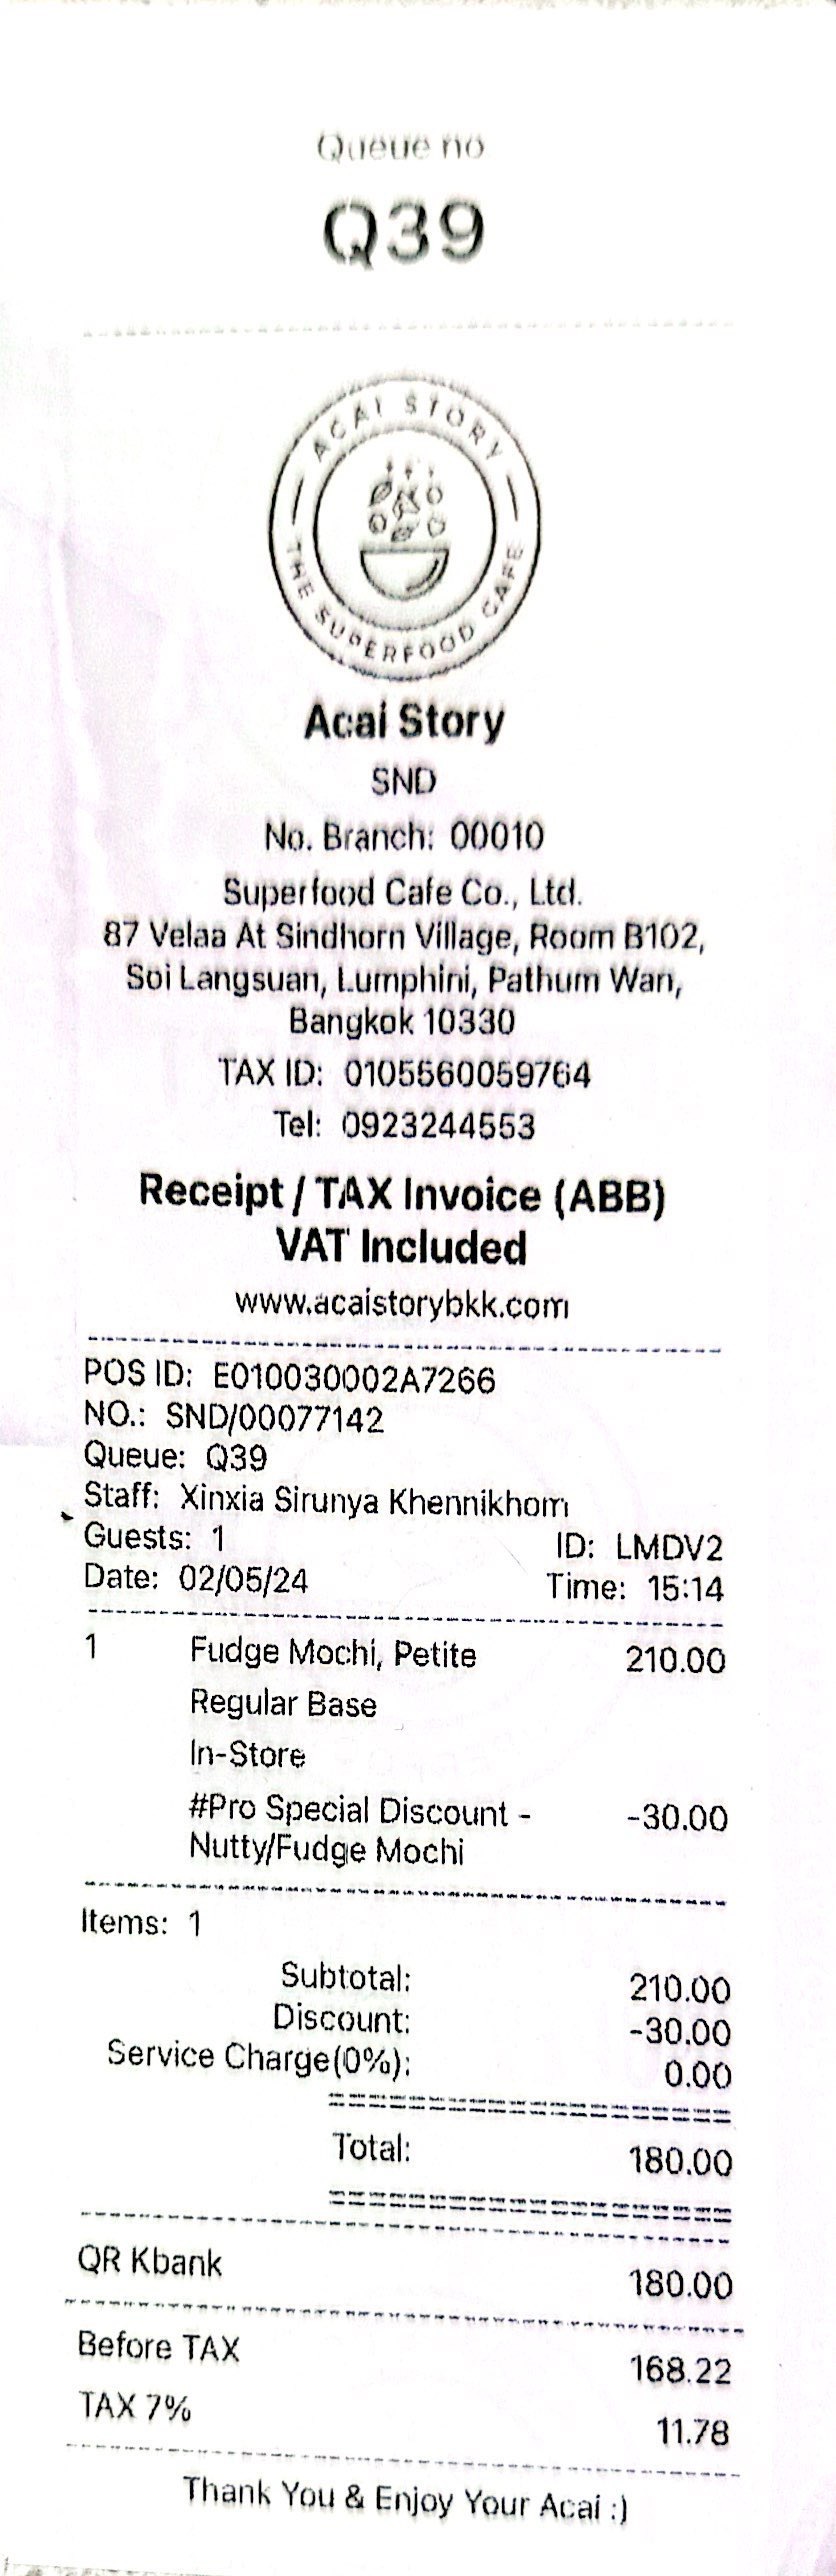 Queue no
Q39
ACAI STORY
THE SUPERFOOD CAFE
Acai Story
SND
No. Branch: 00010
Superfood Cafe Co., Ltd.
87 Velaa At Sindhorn Village, Room B102,
Soi Langsuan, Lumphini, Pathum Wan,
Bangkok 10330
TAX ID: 0105560059764
Tel: 0923244553
Receipt / TAX Invoice (ABB)
VAT Included
www.acaistorybkk.com
POS ID: E010030002A7266
NO.: SND/00077142
Queue: Q39
Staff: Xinxia Sirunya Khennikhom
Guests: 1 ID: LMDV2
Date: 02/05/24 Time: 15:14
1 Fudge Mochi, Petite 210.00
Regular Base
In-Store
#Pro Special Discount - -30.00
Nutty/Fudge Mochi
Items: 1
Subtotal: 210.00
Discount: -30.00
Service Charge(0%): 0.00
Total: 180.00
QR Kbank 180.00
Before TAX 168.22
TAX 7% 11.78
Thank You & Enjoy Your Acai :)